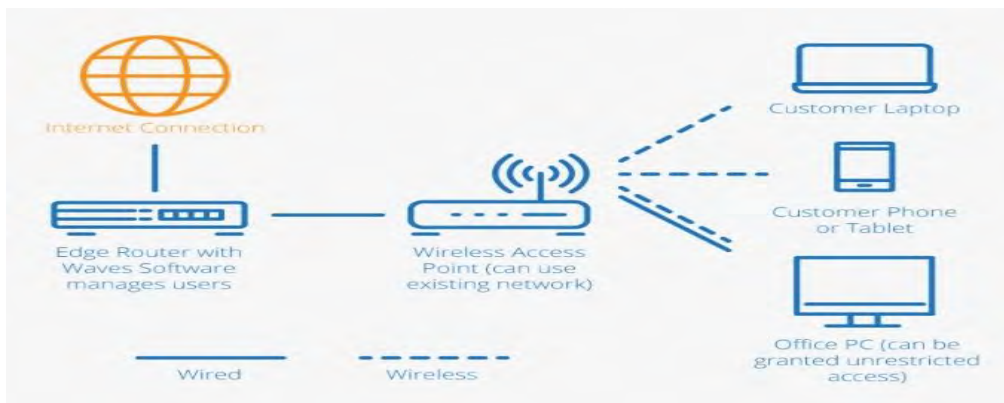 Internet Connection
Edge Router with
Waves Software
manages users
Wireless Access
Point (can use
existing network)
Customer Laptop
Customer Phone
or Tablet
Office PC (can be
granted unrestricted
access)
Wired
Wireless